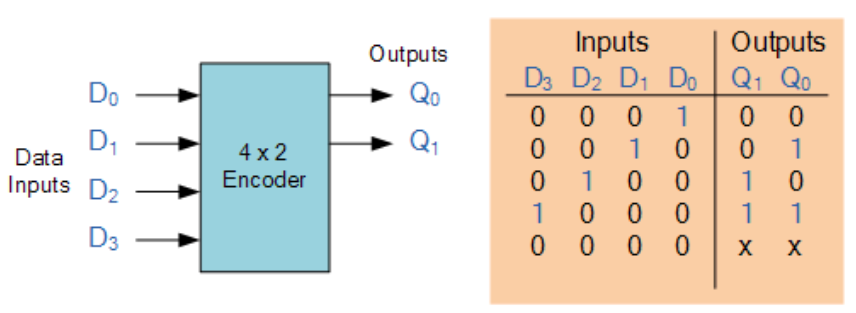 Outputs
D₀
Q₀
D₁
Q₁
Data
Inputs
D₂
D₃
4 x 2
Encoder
Inputs Outputs
D₃ D₂ D₁ D₀ Q₁ Q₀
0 0 0 1 0 0
0 0 1 0 0 1
0 1 0 0 1 0
1 0 0 0 1 1
0 0 0 0 x x